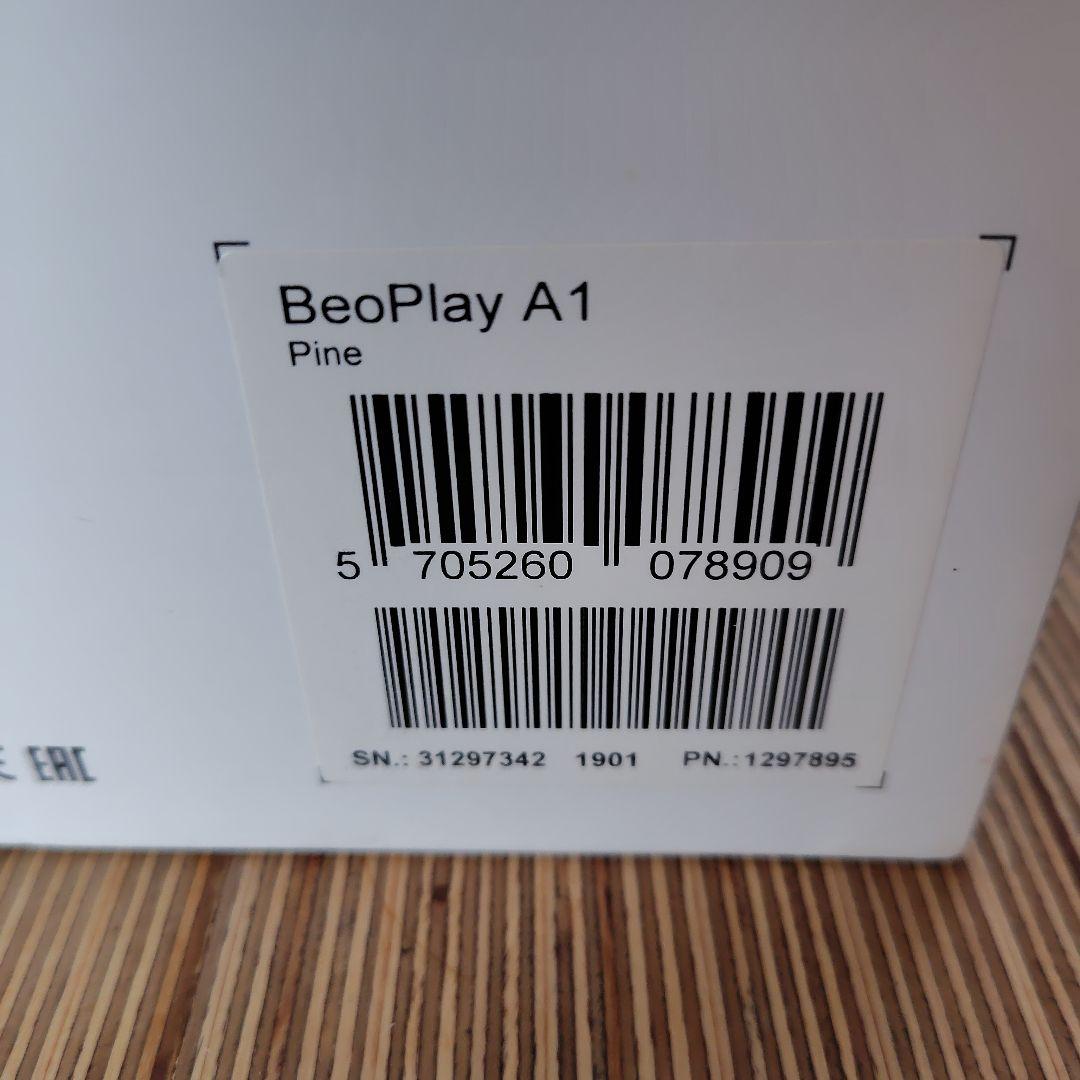 BeoPlay A1
Pine
5 705260 078909
SN.: 31297342 1901 PN.:1297895
EAC